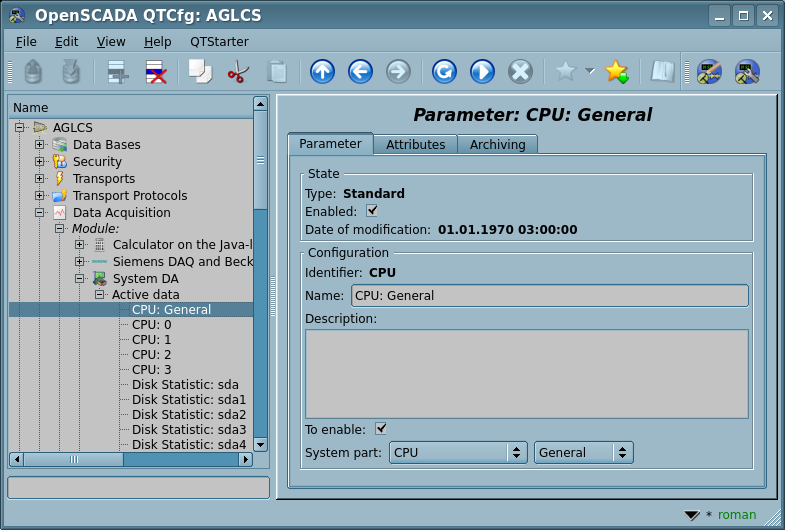 OpenSCADA QTCfg: AGLCS
File Edit View Help QTStarter
Name
AGLCS
Data Bases
Security
Transports
Transport Protocols
Data Acquisition
Module:
Calculator on the Java-l
Siemens DAQ and Beck
System DA
Active data
CPU: General
CPU: 0
CPU: 1
CPU: 2
CPU: 3
Disk Statistic: sda
Disk Statistic: sda1
Disk Statistic: sda2
Disk Statistic: sda3
Disk Statistic: sda4
Parameter: CPU: General
Parameter Attributes Archiving
State
Type: Standard
Enabled:
Date of modification: 01.01.1970 03:00:00
Configuration
Identifier: CPU
Name: CPU: General
Description:
To enable:
System part: CPU General
* roman